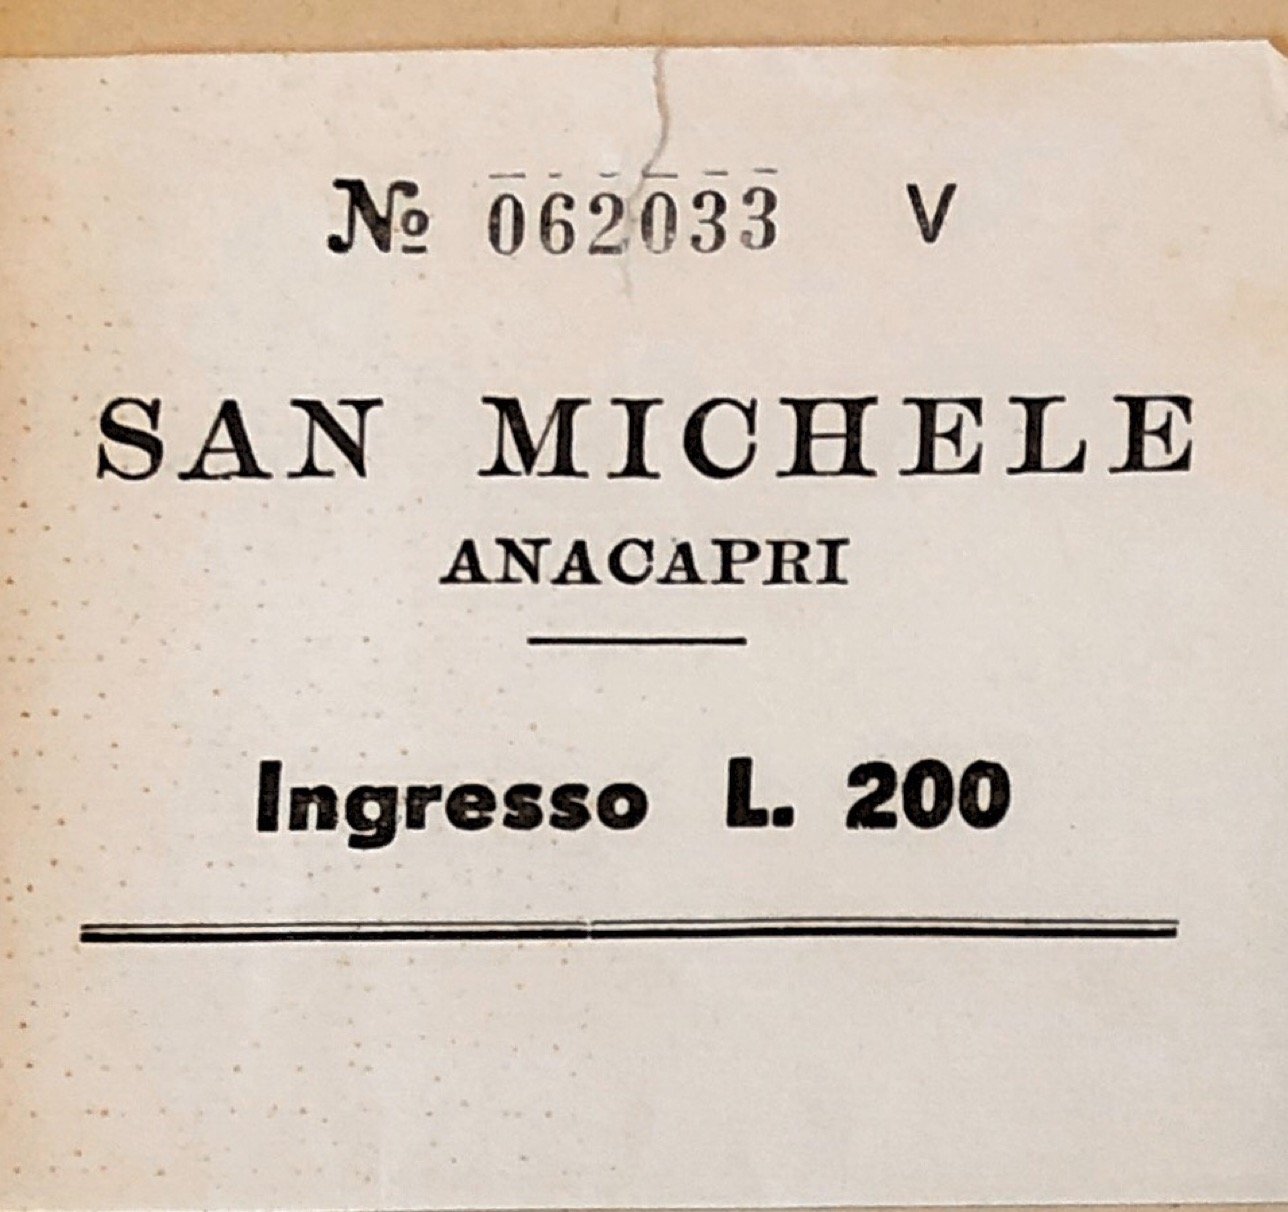 № 062033 V
SAN MICHELE
ANACAPRI
Ingresso L. 200